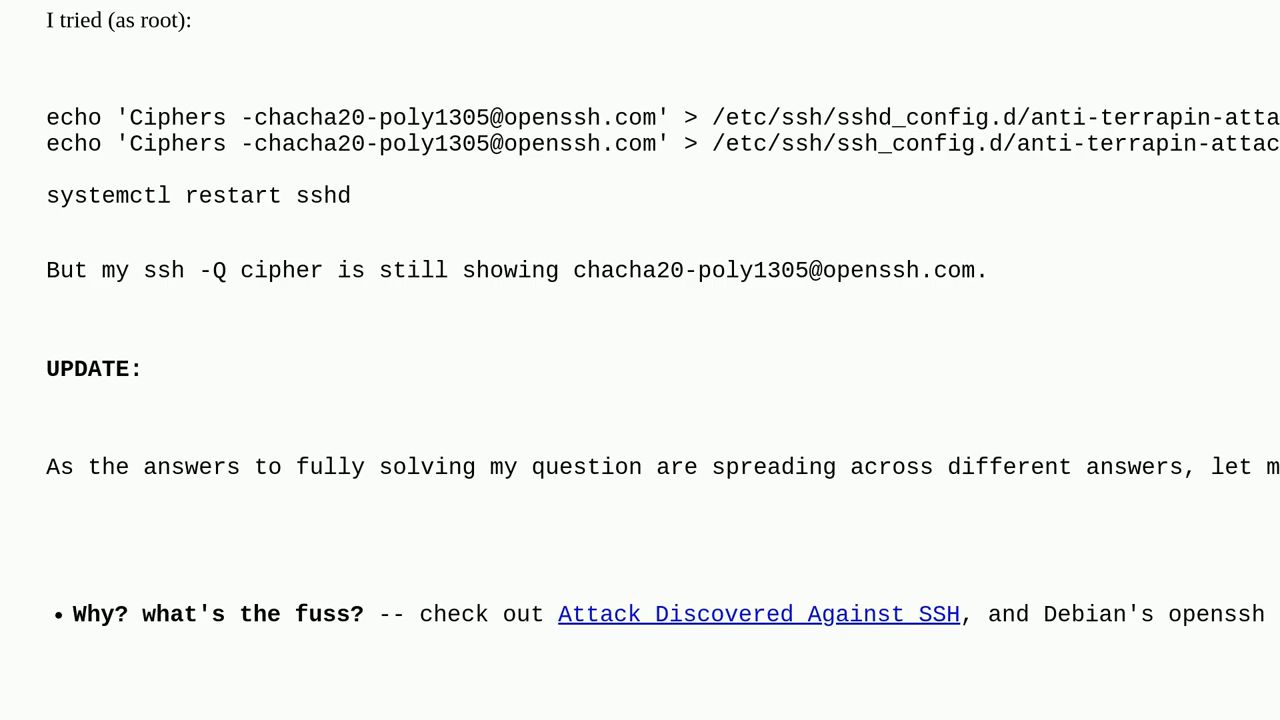 I tried (as root):
echo 'Ciphers -chacha20-poly1305@openssh.com' > /etc/ssh/sshd_config.d/anti-terrapin-atta
echo 'Ciphers -chacha20-poly1305@openssh.com' > /etc/ssh/ssh_config.d/anti-terrapin-attac
systemctl restart sshd
But my ssh -Q cipher is still showing chacha20-poly1305@openssh.com.
UPDATE:
As the answers to fully solving my question are spreading across different answers, let m
• Why? what's the fuss? -- check out Attack Discovered Against SSH, and Debian's openssh